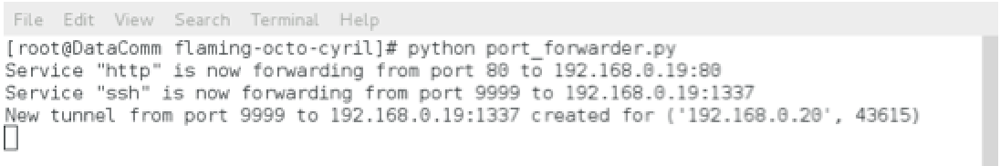 File Edit View Search Terminal Help
[root@DataComm flaming-octo-cyril]# python port_forwarder.py
Service "http" is now forwarding from port 80 to 192.168.0.19:80
Service "ssh" is now forwarding from port 9999 to 192.168.0.19:1337
New tunnel from port 9999 to 192.168.0.19:1337 created for ('192.168.0.20', 43615)